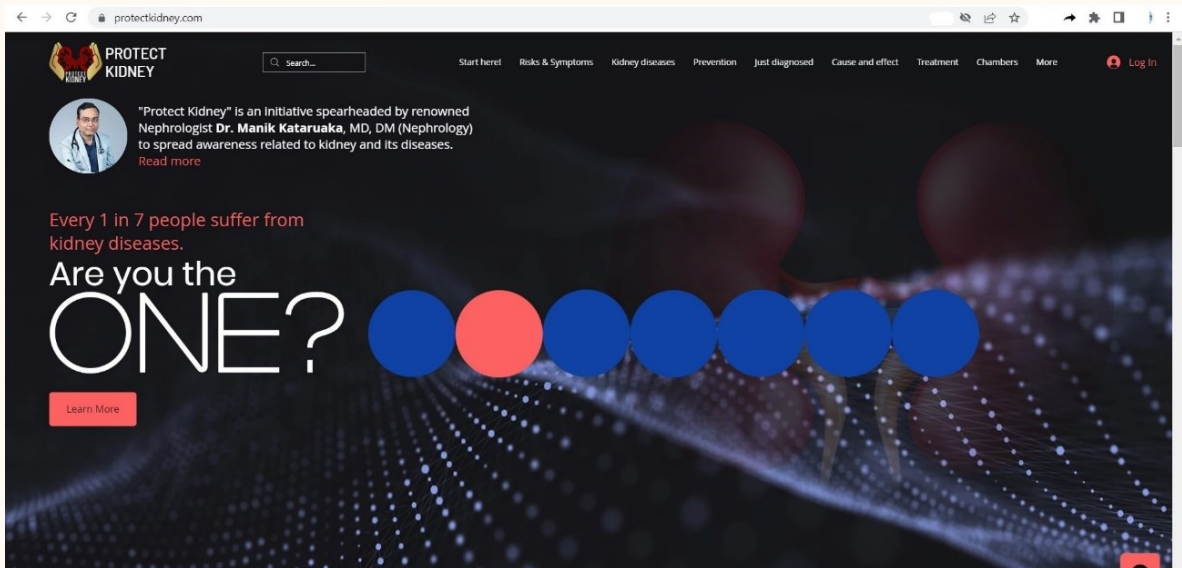 protectkidney.com
PROTECT
KIDNEY
PROTECT
KIDNEY
Search...
Start here!
Risks & Symptoms
Kidney diseases
Prevention
Just diagnosed
Cause and effect
Treatment
Chambers
More
Log In
"Protect Kidney" is an initiative spearheaded by renowned
Nephrologist Dr. Manik Kataruaka, MD, DM (Nephrology)
to spread awareness related to kidney and its diseases.
Read more
Every 1 in 7 people suffer from
kidney diseases.
Are you the
ONE?
Learn More